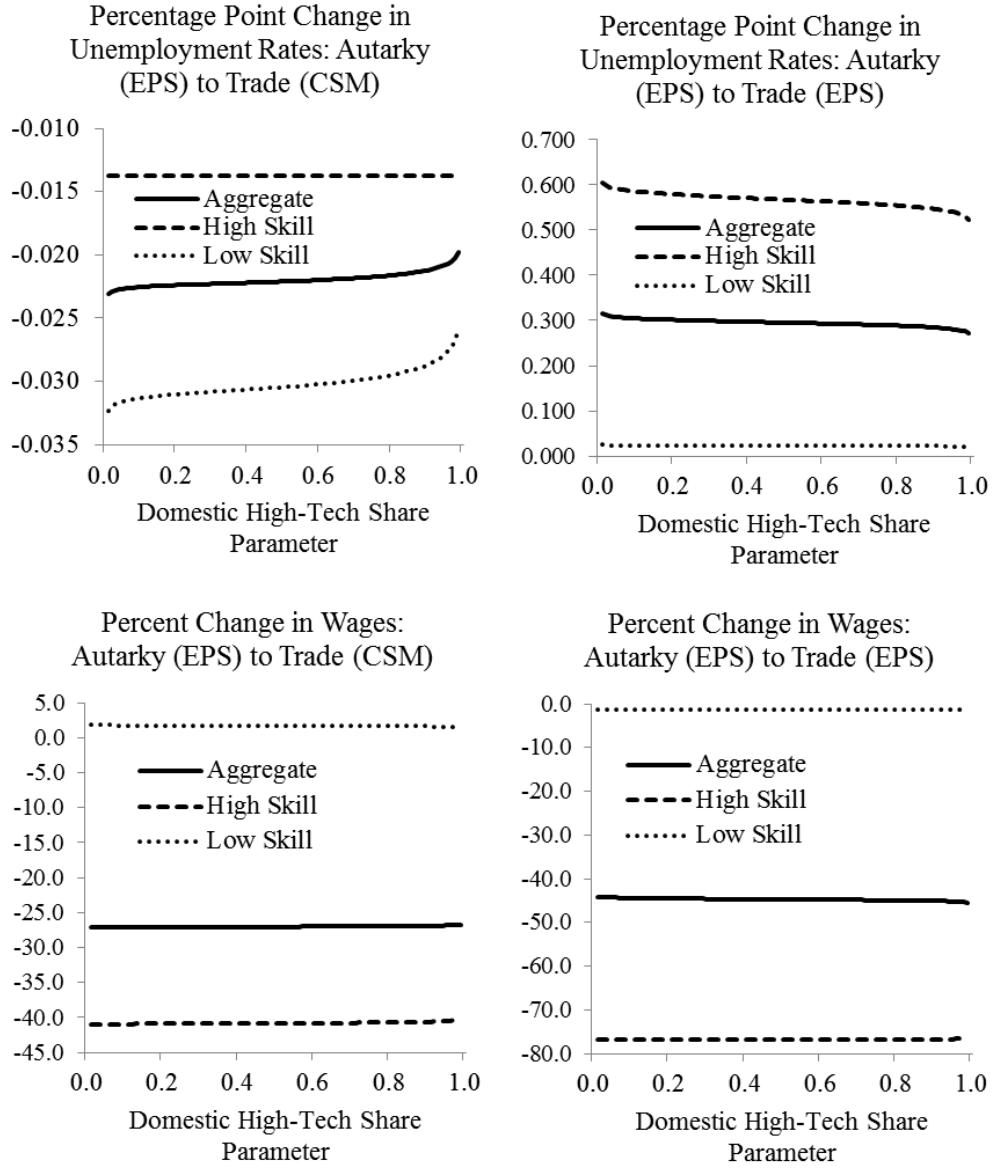 Percentage Point Change in
Unemployment Rates: Autarky
(EPS) to Trade (CSM)
-0.010
-0.015
-0.020
-0.025
-0.030
-0.035
Aggregate
High Skill
Low Skill
0.0 0.2 0.4 0.6 0.8 1.0
Domestic High-Tech Share
Parameter
Percentage Point Change in
Unemployment Rates: Autarky
(EPS) to Trade (EPS)
0.700
0.600
0.500
0.400
0.300
0.200
0.100
0.000
Aggregate
High Skill
Low Skill
0.0 0.2 0.4 0.6 0.8 1.0
Domestic High-Tech Share
Parameter
Percent Change in Wages:
Autarky (EPS) to Trade (CSM)
5.0
0.0
-5.0
-10.0
-15.0
-20.0
-25.0
-30.0
-35.0
-40.0
-45.0
Aggregate
High Skill
Low Skill
0.0 0.2 0.4 0.6 0.8 1.0
Domestic High-Tech Share
Parameter
Percent Change in Wages:
Autarky (EPS) to Trade (EPS)
0.0
-10.0
-20.0
-30.0
-40.0
-50.0
-60.0
-70.0
-80.0
Aggregate
High Skill
Low Skill
0.0 0.2 0.4 0.6 0.8 1.0
Domestic High-Tech Share
Parameter